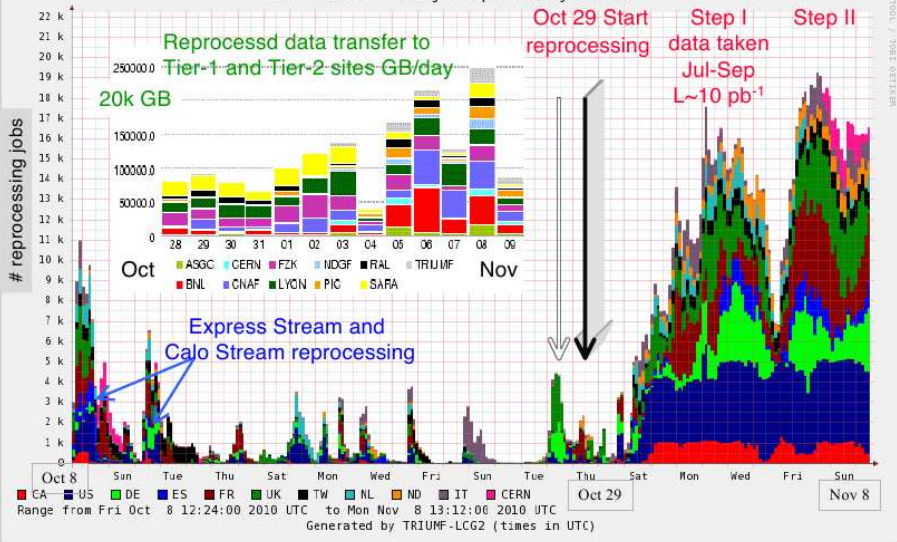 Oct 29 Start
reprocessing
Step I
data taken
Jul-Sep
L~10 pb-1
Step II
Reprocessd data transfer to
Tier-1 and Tier-2 sites GB/day
20k GB
250000.0
150000.0
100000.0
50000.0
0
28 29 30 31 01 02 03 04 05 06 07 08 09
Oct
Nov
ASGC CERN FZK NDGF RAL TRIUMF
BNL CNAF LYON PIC SARA
Express Stream and
Calo Stream reprocessing
# reprocessing jobs
22 k
21 k
20 k
19 k
18 k
17 k
16 k
15 k
14 k
13 k
12 k
11 k
10 k
9 k
8 k
7 k
6 k
5 k
4 k
3 k
2 k
1 k
0
Sun Tue Thu Sat Mon Wed Fri Sun Tue Thu Sat Mon Wed Fri Sun
Oct 8
Oct 29
Nov 8
CA US DE ES FR UK TW NL ND IT CERN
Range from Fri Oct 8 12:24:00 2010 UTC to Mon Nov 8 13:12:00 2010 UTC
Generated by TRIUMF-LCG2 (times in UTC)